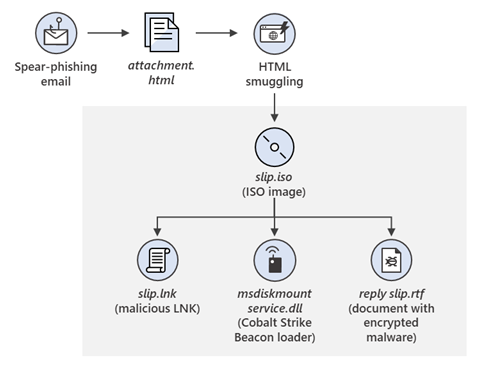 Spear-phishing
email
attachment.
html
HTML
smuggling
slip.iso
(ISO image)
slip.lnk
(malicious LNK)
msdiskmount
service.dll
(Cobalt Strike
Beacon loader)
reply slip.rtf
(document with
encrypted
malware)